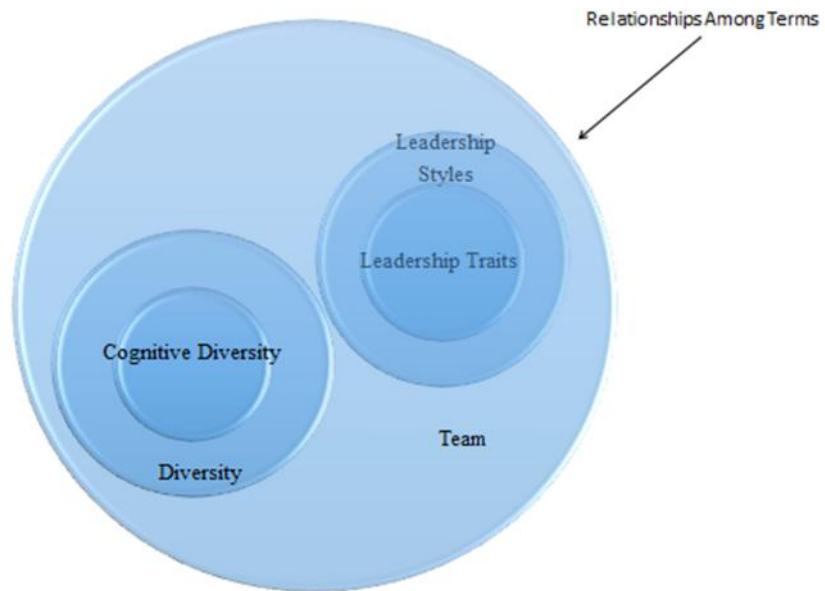 Relationships Among Terms
Leadership
Styles
Leadership Traits
Cognitive Diversity
Team
Diversity